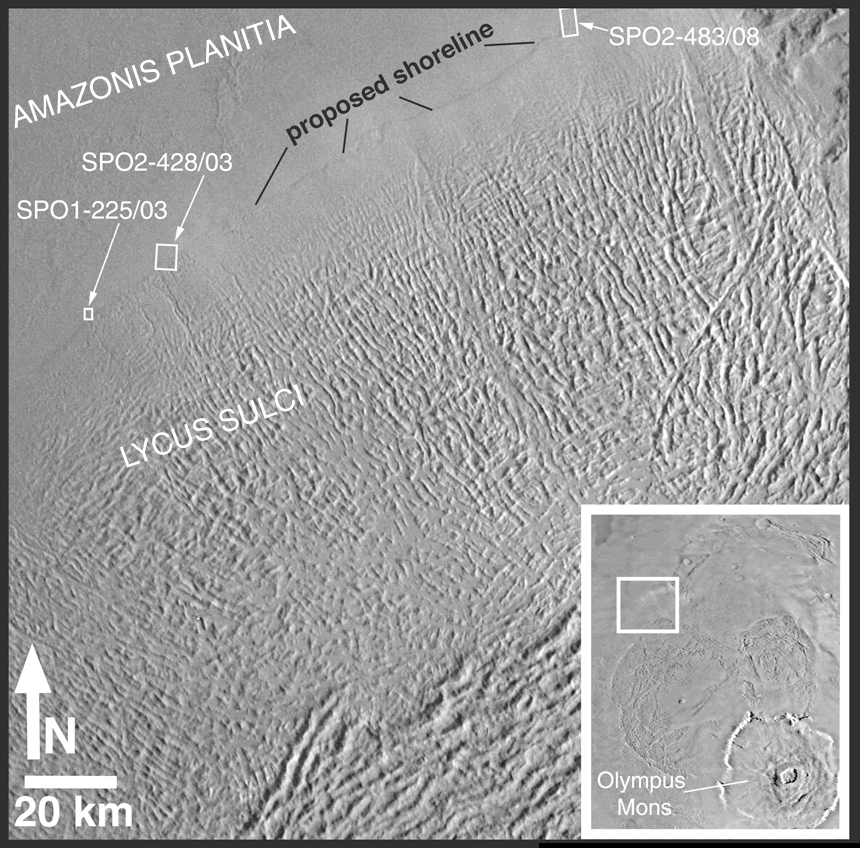 SPO2-483/08
AMAZONIS PLANITIA
proposed shoreline
SPO2-428/03
SPO1-225/03
LYCUS SULCI
N
20 km
Olympus
Mons